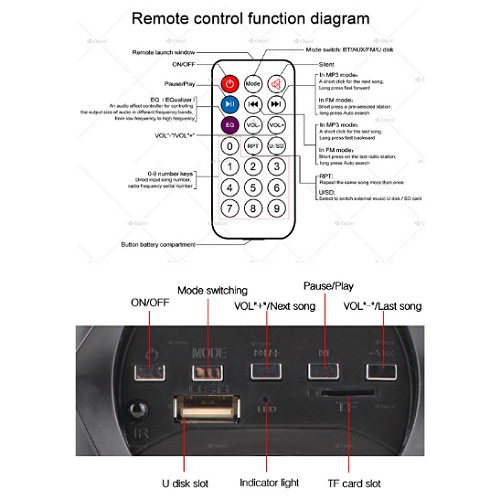 Remote control function diagram
Remote launch window
Mode switch: BT/AUX/FM/U disk
ON/OFF
Silent
Pause/Play
In MP3 mode:
A short click for the next song;
Long press fast forward
EQ (EQualizer)
An audio effect controller for controlling
the output size of audio in different frequency bands,
from low frequency to high frequency
In FM mode:
Short press a pre-selected station;
long press Auto search
VOL"-"/VOL"+"
In MP3 mode:
A short click for the last song;
Long press fast-backward
In FM mode:
Short press on the last radio station;
long press Auto search
0-9 number keys
Direct input song number,
radio frequency serial number
RPT:
Repeat the same song more than once
U/SD:
Select to switch external music U disk / SD card
Button battery compartment
Mode
EQ VOL- VOL+
0 RPT U/SD
1 2 3
4 5 6
7 8 9
Mode switching
Pause/Play
ON/OFF
VOL"+"/Next song
VOL"-"/Last song
MODE
USB
IR
LED
TF
U disk slot
Indicator light
TF card slot